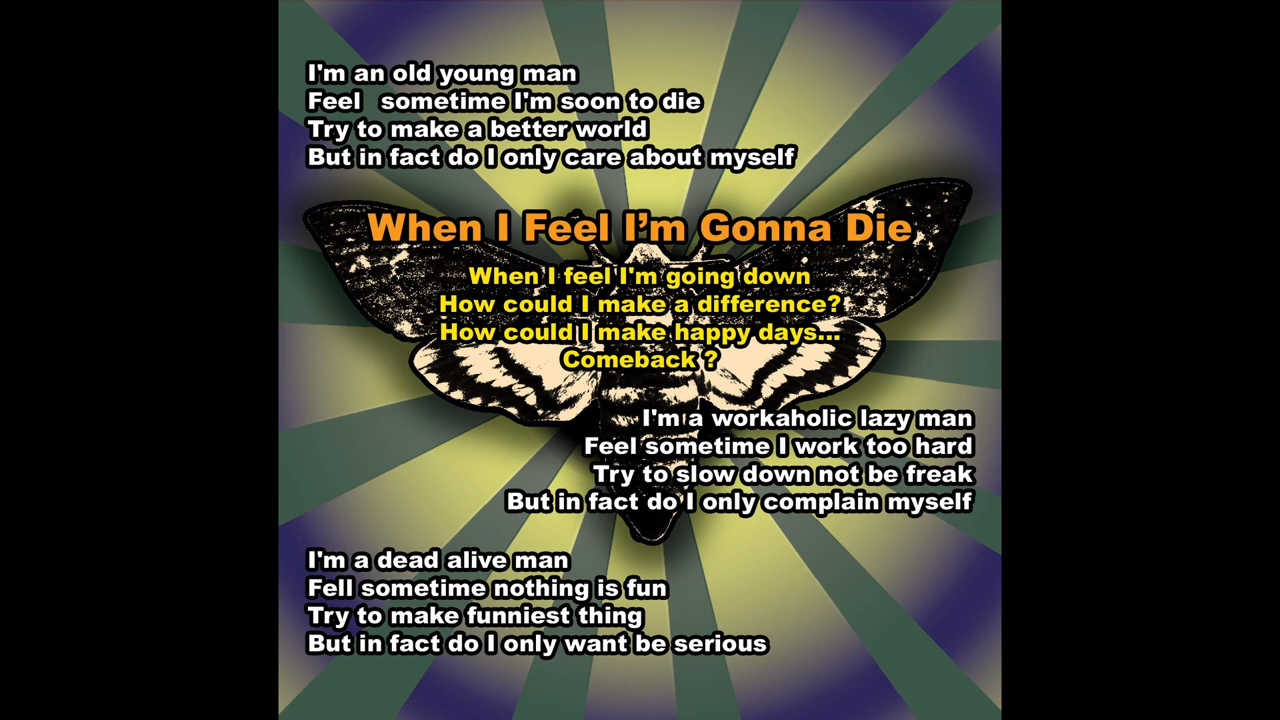 I'm an old young man
Feel   sometime I'm soon to die
Try to make a better world
But in fact do I only care about myself
When I Feel I’m Gonna Die
When I feel I'm going down
How could I make a difference?
How could I make happy days...
Comeback ?
I'm a workaholic lazy man
Feel sometime I work too hard
Try to slow down not be freak
But in fact do I only complain myself
I'm a dead alive man
Fell sometime nothing is fun
Try to make funniest thing
But in fact do I only want be serious